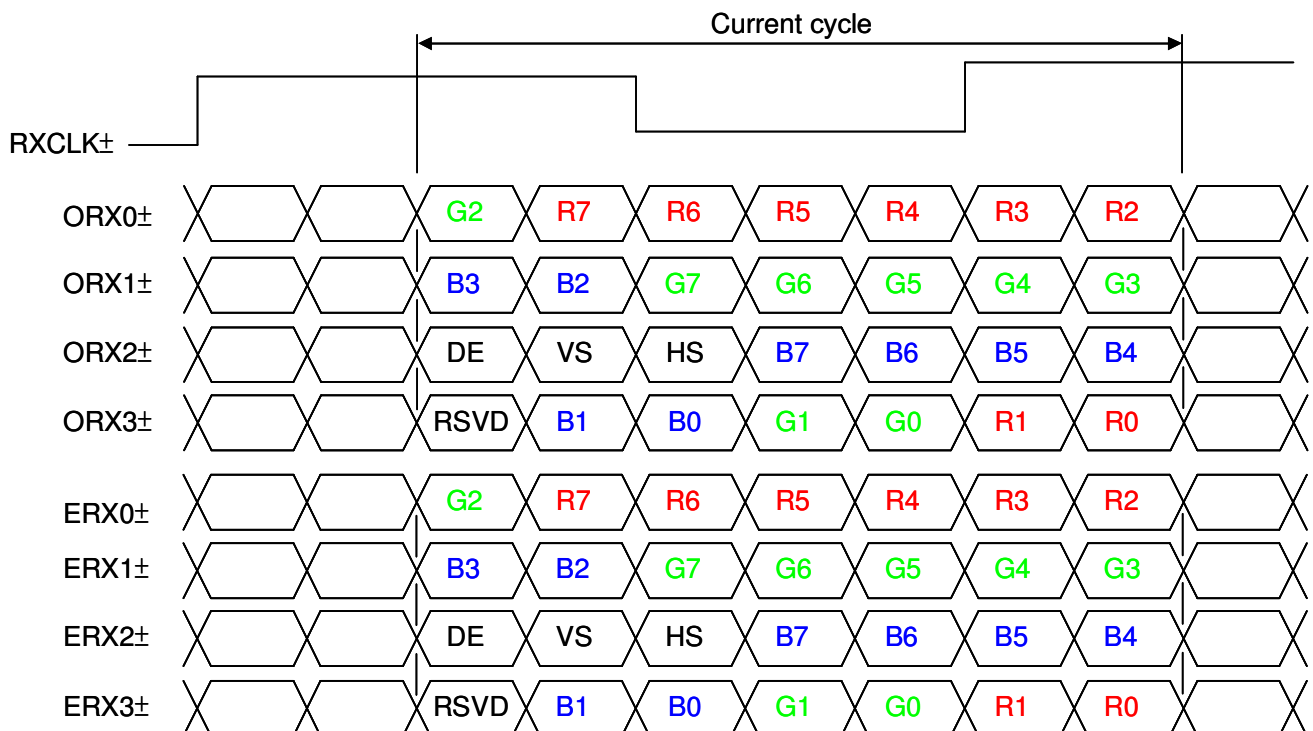 Current cycle
RXCLK±
ORX0± G2 R7 R6 R5 R4 R3 R2
ORX1± B3 B2 G7 G6 G5 G4 G3
ORX2± DE VS HS B7 B6 B5 B4
ORX3± RSVD B1 B0 G1 G0 R1 R0
ERX0± G2 R7 R6 R5 R4 R3 R2
ERX1± B3 B2 G7 G6 G5 G4 G3
ERX2± DE VS HS B7 B6 B5 B4
ERX3± RSVD B1 B0 G1 G0 R1 R0